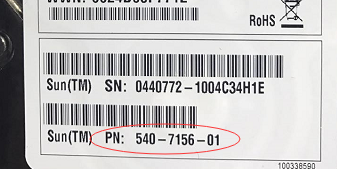 RoHS
Sun(TM) SN: 0440772-1004C34H1E
Sun(TM) PN: 540-7156-01
100338590